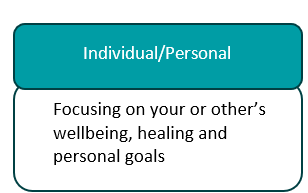 Individual/Personal
Focusing on your or other's
wellbeing, healing and
personal goals